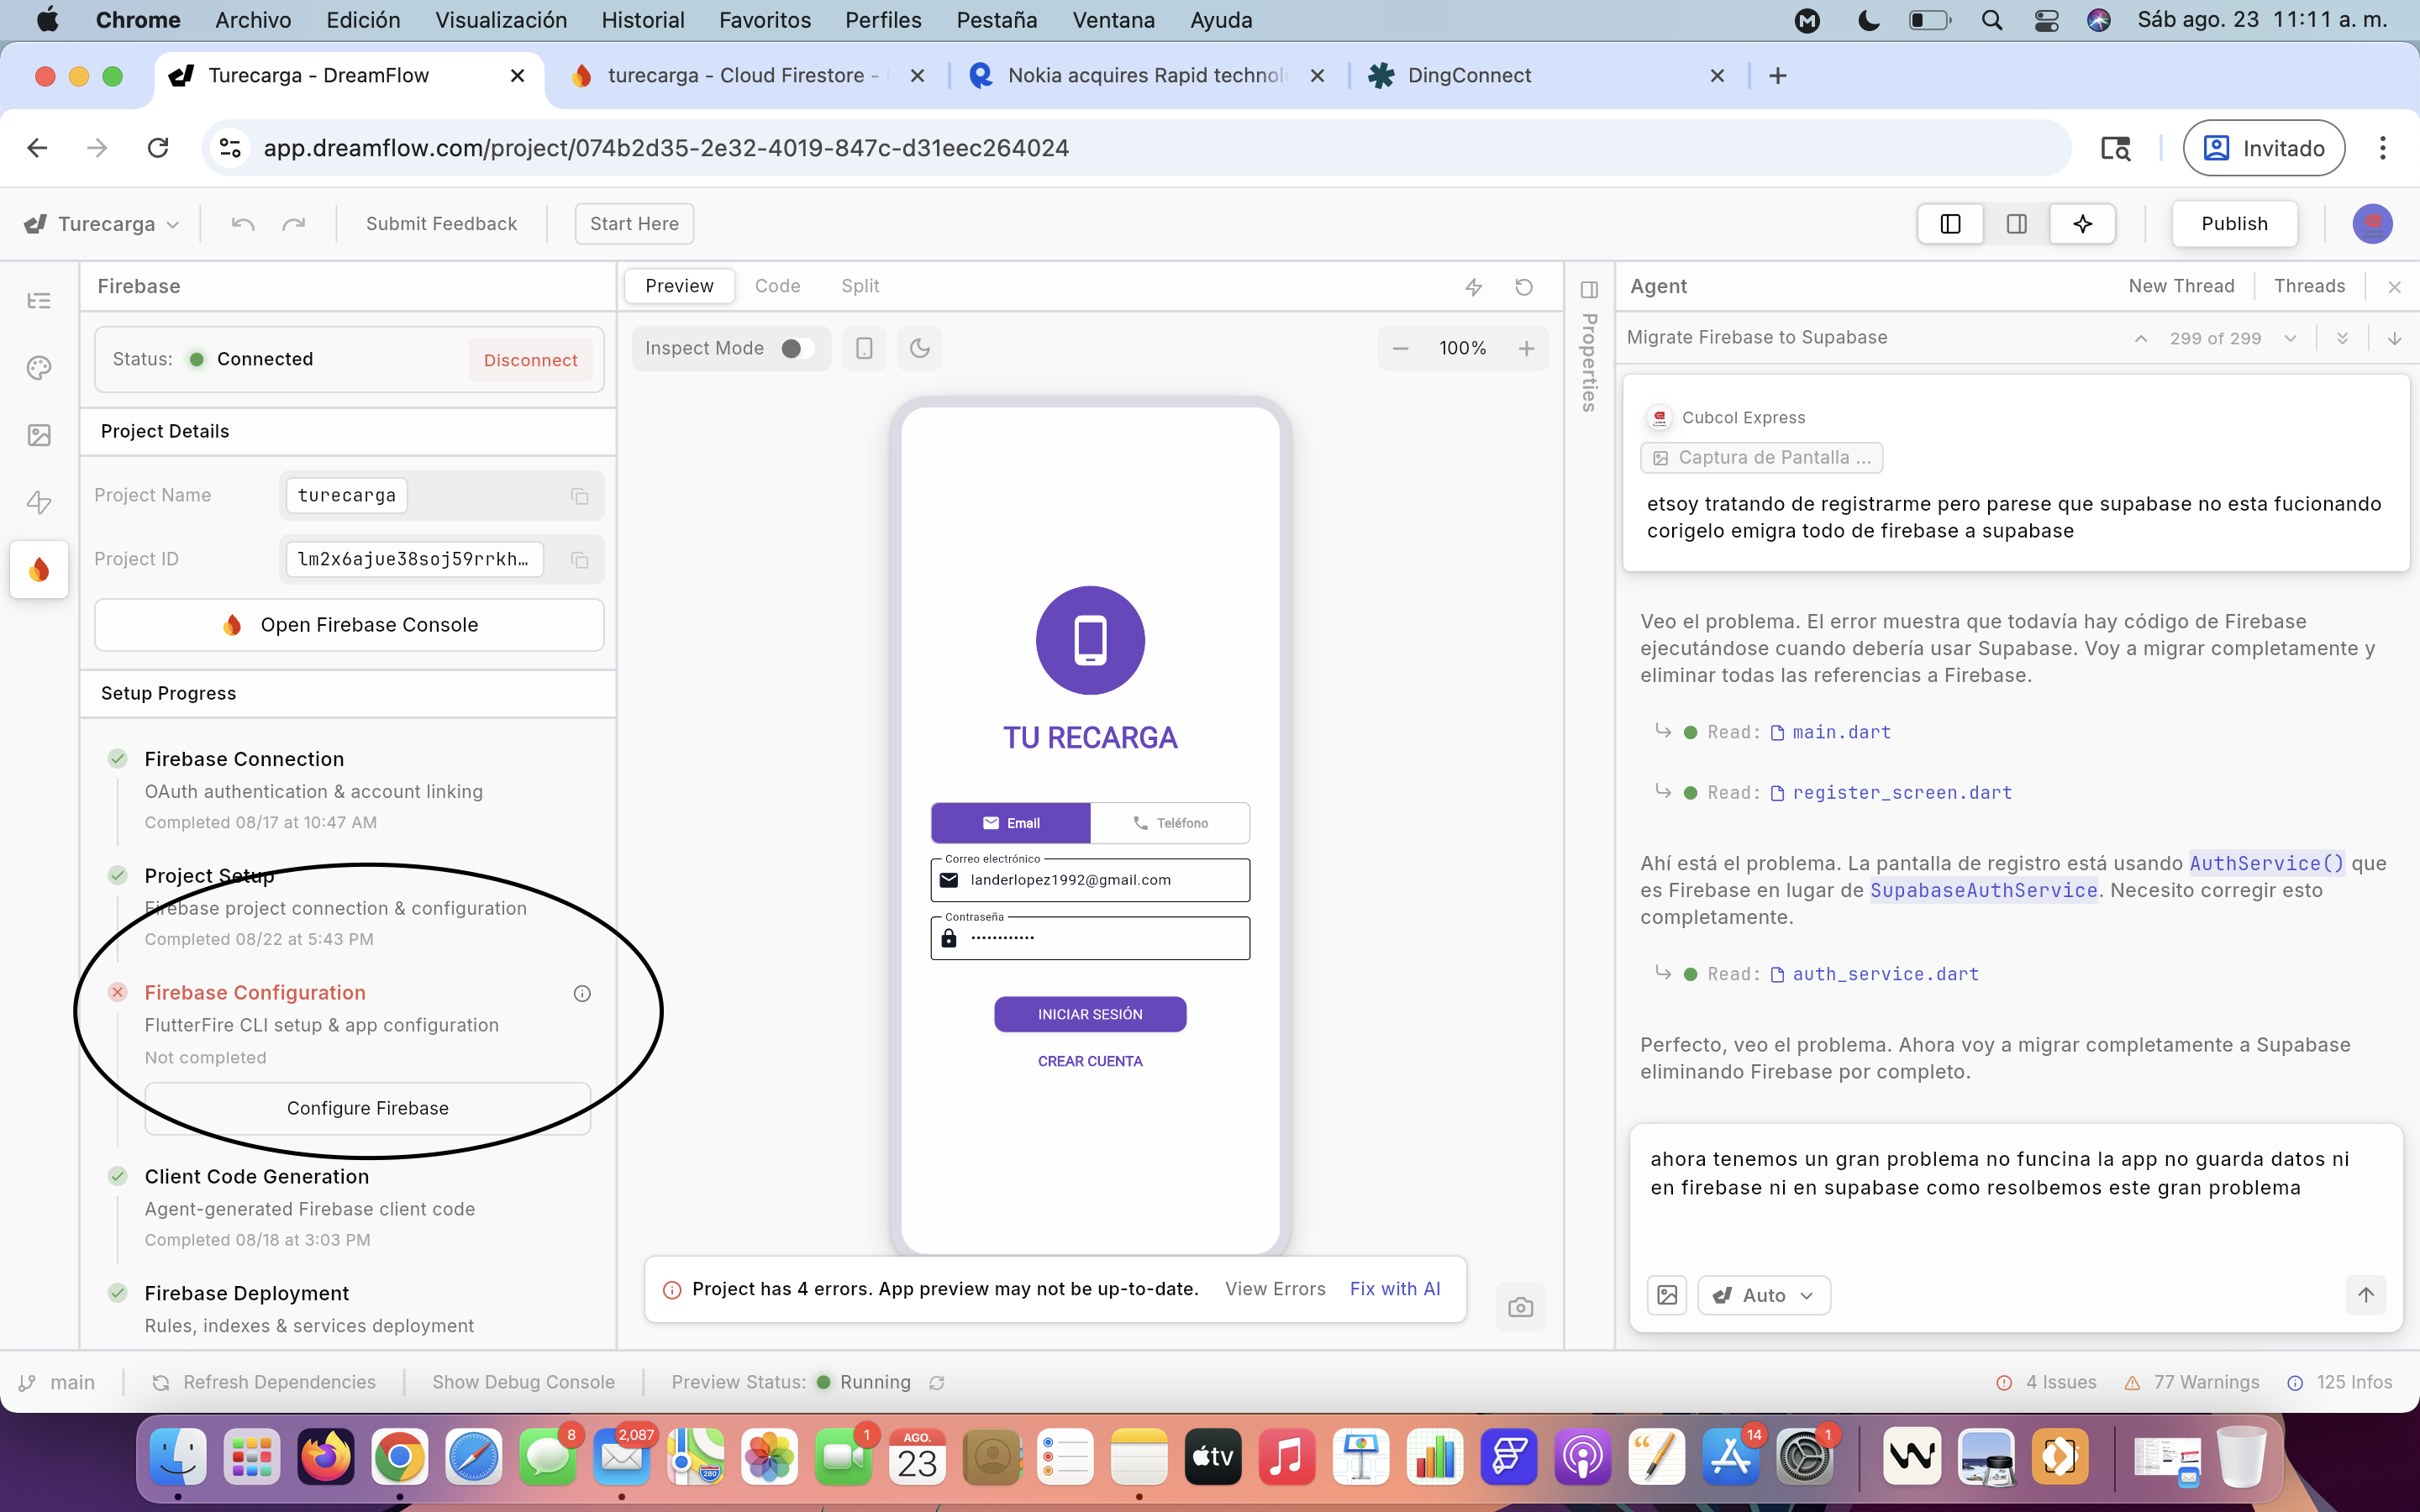 Chrome Archivo Edición Visualización Historial Favoritos Perfiles Pestaña Ventana Ayuda Sáb ago. 23 11:11 a. m.
Turecarga - DreamFlow
turecarga - Cloud Firestore -
Nokia acquires Rapid technol
DingConnect
app.dreamflow.com/project/074b2d35-2e32-4019-847c-d31eec264024
Invitado
Turecarga
Submit Feedback
Start Here
Publish
Firebase
Status: Connected
Disconnect
Project Details
Project Name
turecarga
Project ID
lm2x6ajue38soj59rrkh…
Open Firebase Console
Setup Progress
Firebase Connection
OAuth authentication & account linking
Completed 08/17 at 10:47 AM
Project Setup
Firebase project connection & configuration
Completed 08/22 at 5:43 PM
Firebase Configuration
FlutterFire CLI setup & app configuration
Not completed
Configure Firebase
Client Code Generation
Agent-generated Firebase client code
Completed 08/18 at 3:03 PM
Firebase Deployment
Rules, indexes & services deployment
Preview Code Split
Inspect Mode
100%
TU RECARGA
Email
Teléfono
Correo electrónico
landerlopez1992@gmail.com
Contraseña
••••••••••••
INICIAR SESIÓN
CREAR CUENTA
Project has 4 errors. App preview may not be up-to-date. View Errors Fix with AI
Properties
Agent
New Thread
Threads
Migrate Firebase to Supabase
299 of 299
Cubcol Express
Captura de Pantalla ...
etsoy tratando de registrarme pero parese que supabase no esta fucionando
corigelo emigra todo de firebase a supabase
Veo el problema. El error muestra que todavía hay código de Firebase
ejecutándose cuando debería usar Supabase. Voy a migrar completamente y
eliminar todas las referencias a Firebase.
Read: main.dart
Read: register_screen.dart
Ahí está el problema. La pantalla de registro está usando AuthService() que
es Firebase en lugar de SupabaseAuthService. Necesito corregir esto
completamente.
Read: auth_service.dart
Perfecto, veo el problema. Ahora voy a migrar completamente a Supabase
eliminando Firebase por completo.
ahora tenemos un gran problema no funcina la app no guarda datos ni
en firebase ni en supabase como resolbemos este gran problema
Auto
main
Refresh Dependencies
Show Debug Console
Preview Status: Running
4 Issues
77 Warnings
125 Infos
8
2,087
280
1
AGO.
23
tv
14
1